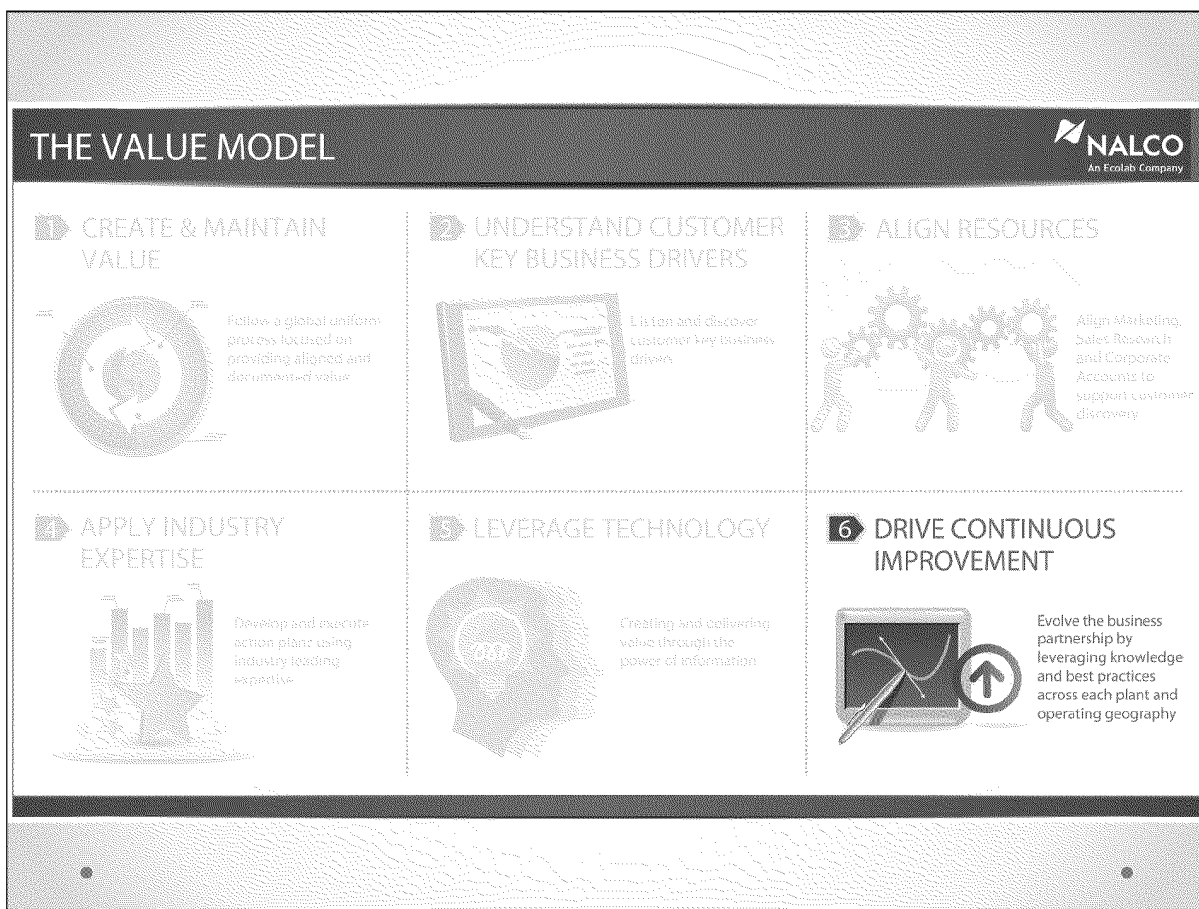 THE VALUE MODEL
NALCO
An Ecolab Company
1 CREATE & MAINTAIN
VALUE
Follow a global uniform
process focused on
providing aligned and
documented value
2 UNDERSTAND CUSTOMER
KEY BUSINESS DRIVERS
Listen and discover
customer key business
drivers
3 ALIGN RESOURCES
Align Marketing,
Sales Research
and Corporate
Accounts to
support customer
discovery
4 APPLY INDUSTRY
EXPERTISE
Develop and execute
action plans using
industry leading
expertise
5 LEVERAGE TECHNOLOGY
Creating and delivering
value through the
power of information
6 DRIVE CONTINUOUS
IMPROVEMENT
Evolve the business
partnership by
leveraging knowledge
and best practices
across each plant and
operating geography